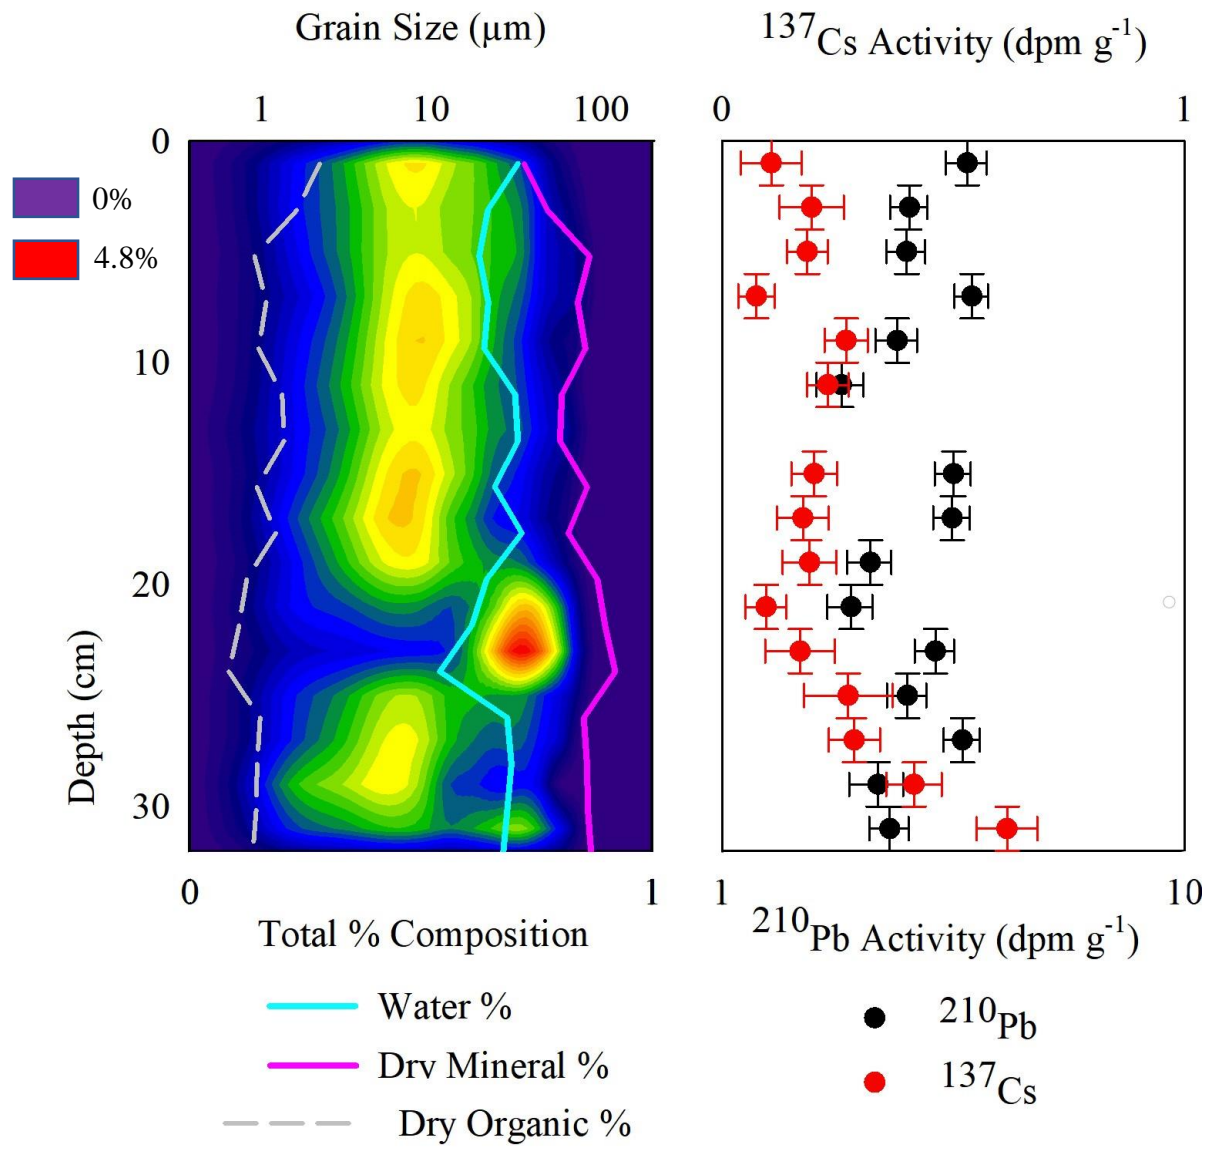 Grain Size (µm)
¹³⁷Cs Activity (dpm g⁻¹)
1 10 100
0 1
0
10
20
30
0%
4.8%
Depth (cm)
0 1
1 10
Total % Composition
²¹⁰Pb Activity (dpm g⁻¹)
Water %
Drv Mineral %
Dry Organic %
²¹⁰Pb
¹³⁷Cs